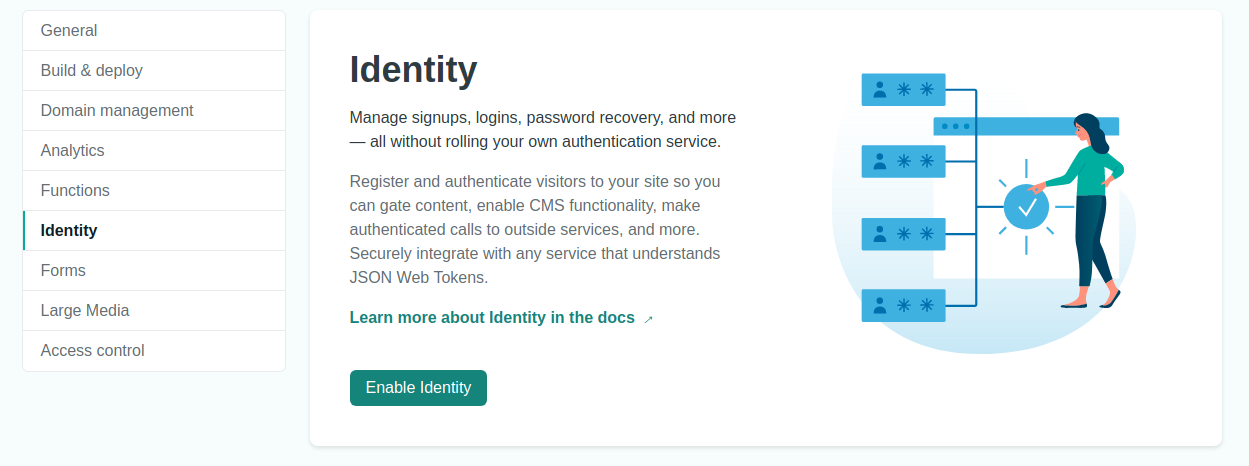 General
Build & deploy
Domain management
Analytics
Functions
Identity
Forms
Large Media
Access control
Identity
Manage signups, logins, password recovery, and more
— all without rolling your own authentication service.
Register and authenticate visitors to your site so you
can gate content, enable CMS functionality, make
authenticated calls to outside services, and more.
Securely integrate with any service that understands
JSON Web Tokens.
Learn more about Identity in the docs ↗
Enable Identity